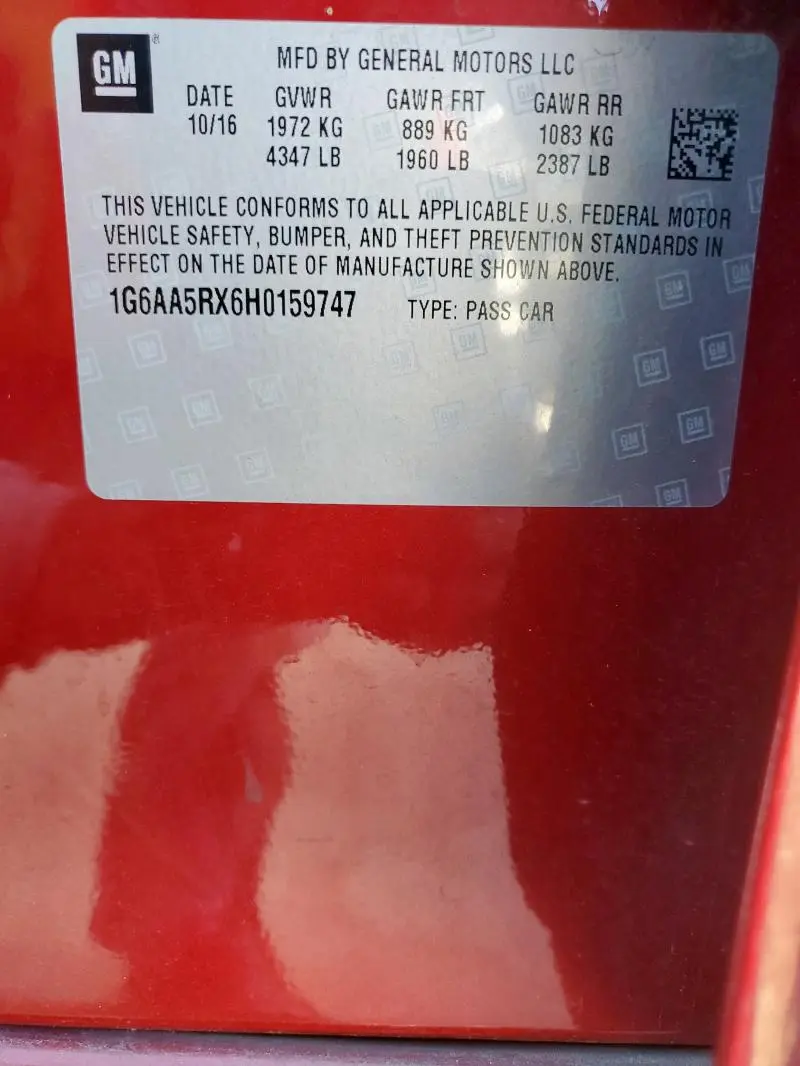 GM
MFD BY GENERAL MOTORS LLC
DATE GVWR GAWR FRT GAWR RR
10/16 1972 KG 889 KG 1083 KG
4347 LB 1960 LB 2387 LB
THIS VEHICLE CONFORMS TO ALL APPLICABLE U.S. FEDERAL MOTOR
VEHICLE SAFETY, BUMPER, AND THEFT PREVENTION STANDARDS IN
EFFECT ON THE DATE OF MANUFACTURE SHOWN ABOVE.
1G6AA5RX6H0159747 TYPE: PASS CAR